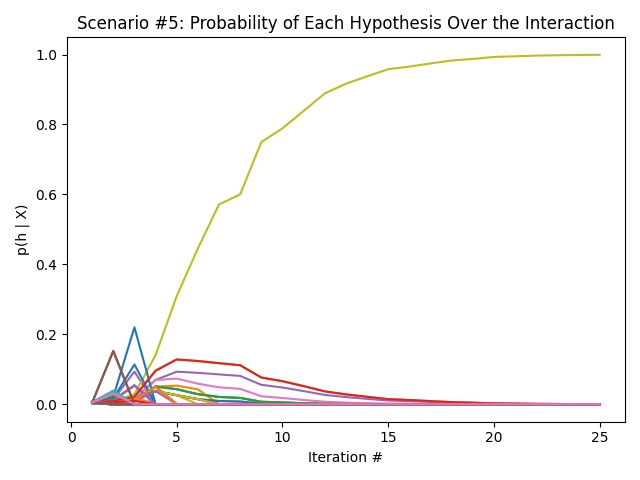 Scenario #5: Probability of Each Hypothesis Over the Interaction
1.0
0.8
0.6
0.4
0.2
0.0
p(h | X)
0 5 10 15 20 25
Iteration #